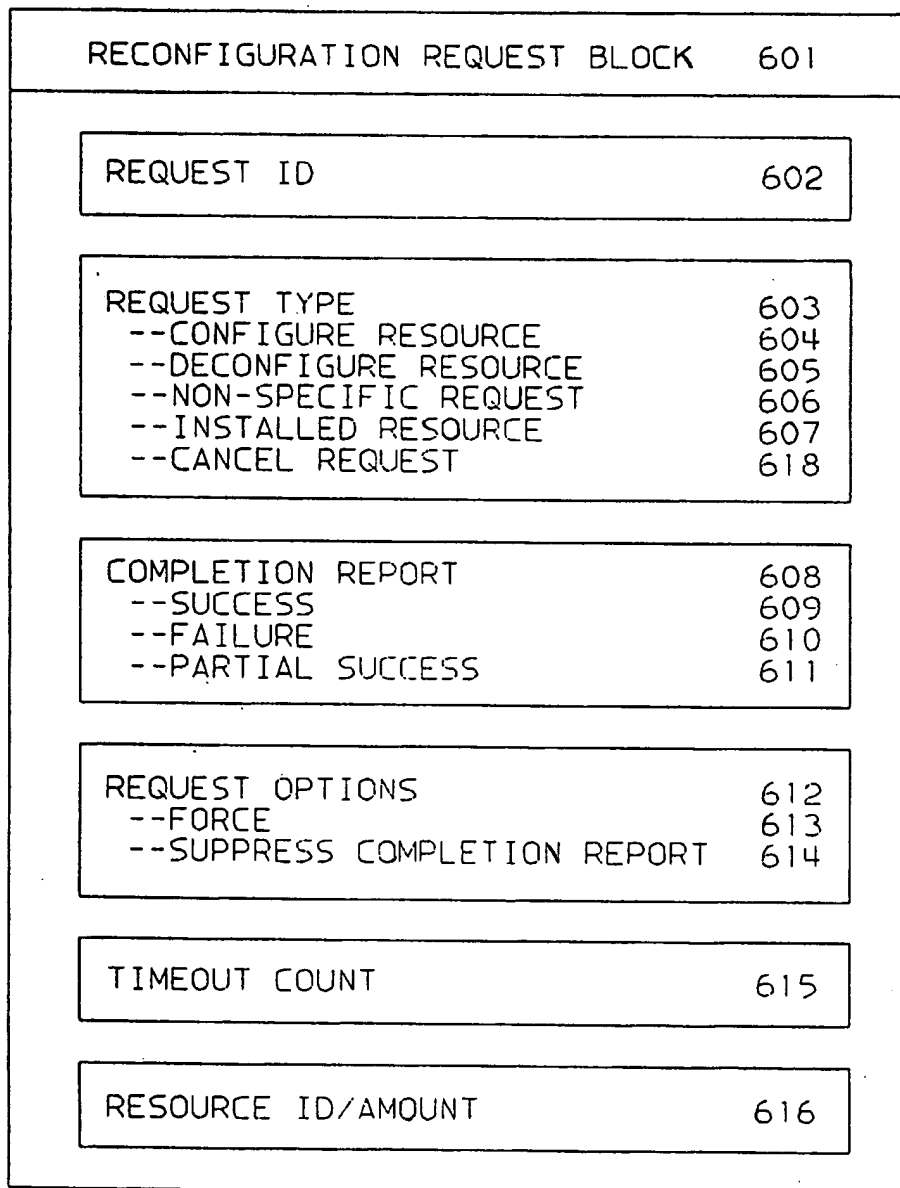 RECONFIGURATION REQUEST BLOCK 601
REQUEST ID 602
REQUEST TYPE 603
--CONFIGURE RESOURCE 604
--DECONFIGURE RESOURCE 605
--NON-SPECIFIC REQUEST 606
--INSTALLED RESOURCE 607
--CANCEL REQUEST 618
COMPLETION REPORT 608
--SUCCESS 609
--FAILURE 610
--PARTIAL SUCCESS 611
REQUEST OPTIONS 612
--FORCE 613
--SUPPRESS COMPLETION REPORT 614
TIMEOUT COUNT 615
RESOURCE ID/AMOUNT 616